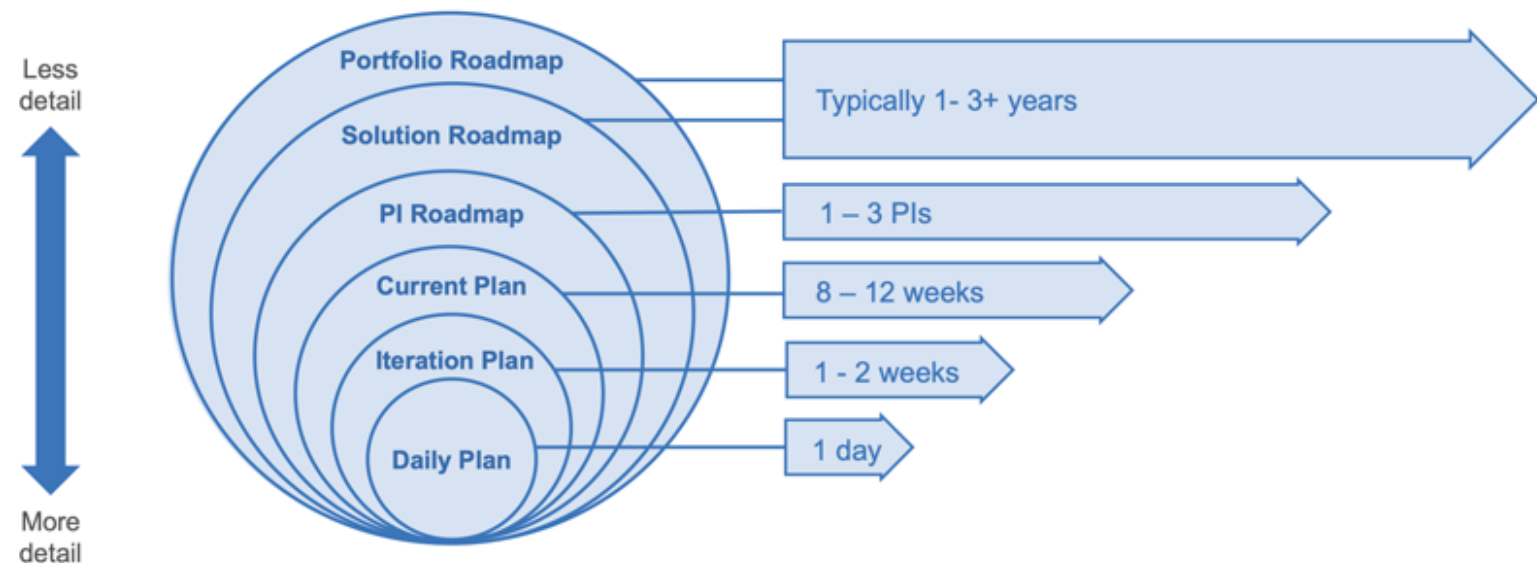 Less
detail
More
detail
Portfolio Roadmap
Solution Roadmap
PI Roadmap
Current Plan
Iteration Plan
Daily Plan
Typically 1- 3+ years
1 – 3 PIs
8 – 12 weeks
1 - 2 weeks
1 day